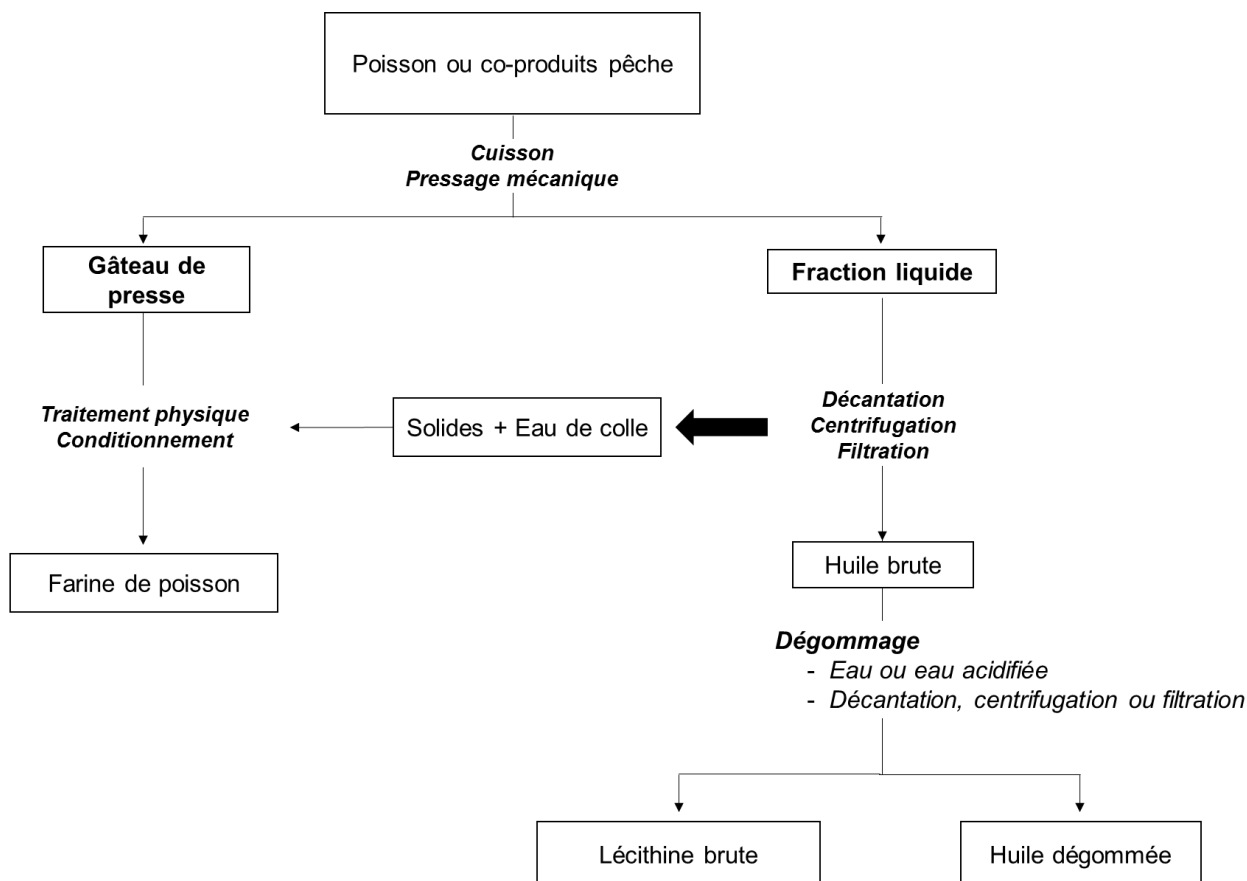 Poisson ou co-produits pêche
Cuisson
Pressage mécanique
Gâteau de
presse
Fraction liquide
Traitement physique
Conditionnement
Solides + Eau de colle
Décantation
Centrifugation
Filtration
Farine de poisson
Huile brute
Dégommage
- Eau ou eau acidifiée
- Décantation, centrifugation ou filtration
Lécithine brute
Huile dégommée